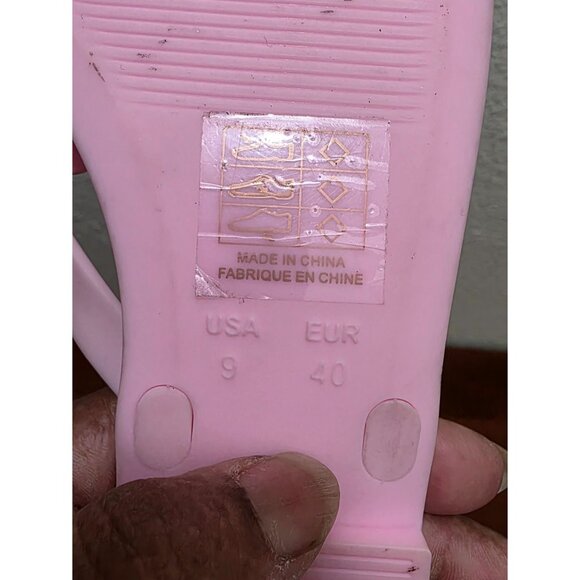 MADE IN CHINA
FABRIQUE EN CHINE
USA EUR
9 40